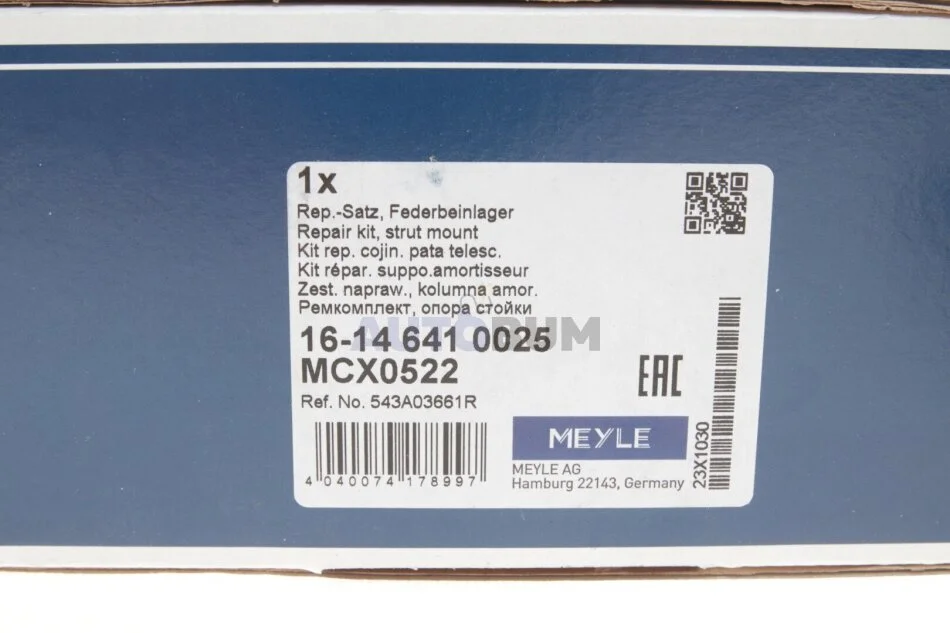 1x
Rep.-Satz, Federbeinlager
Repair kit, strut mount
Kit rep. cojin. pata telesc.
Kit répar. suppo.amortisseur
Zest. napraw., kolumna amor.
Ремкомплект, опора стойки
AUTODUM
16-14 641 0025
MCX0522
EAC
Ref. No. 543A03661R
MEYLE
MEYLE AG
Hamburg 22143, Germany
4 040074 178997
23X1030